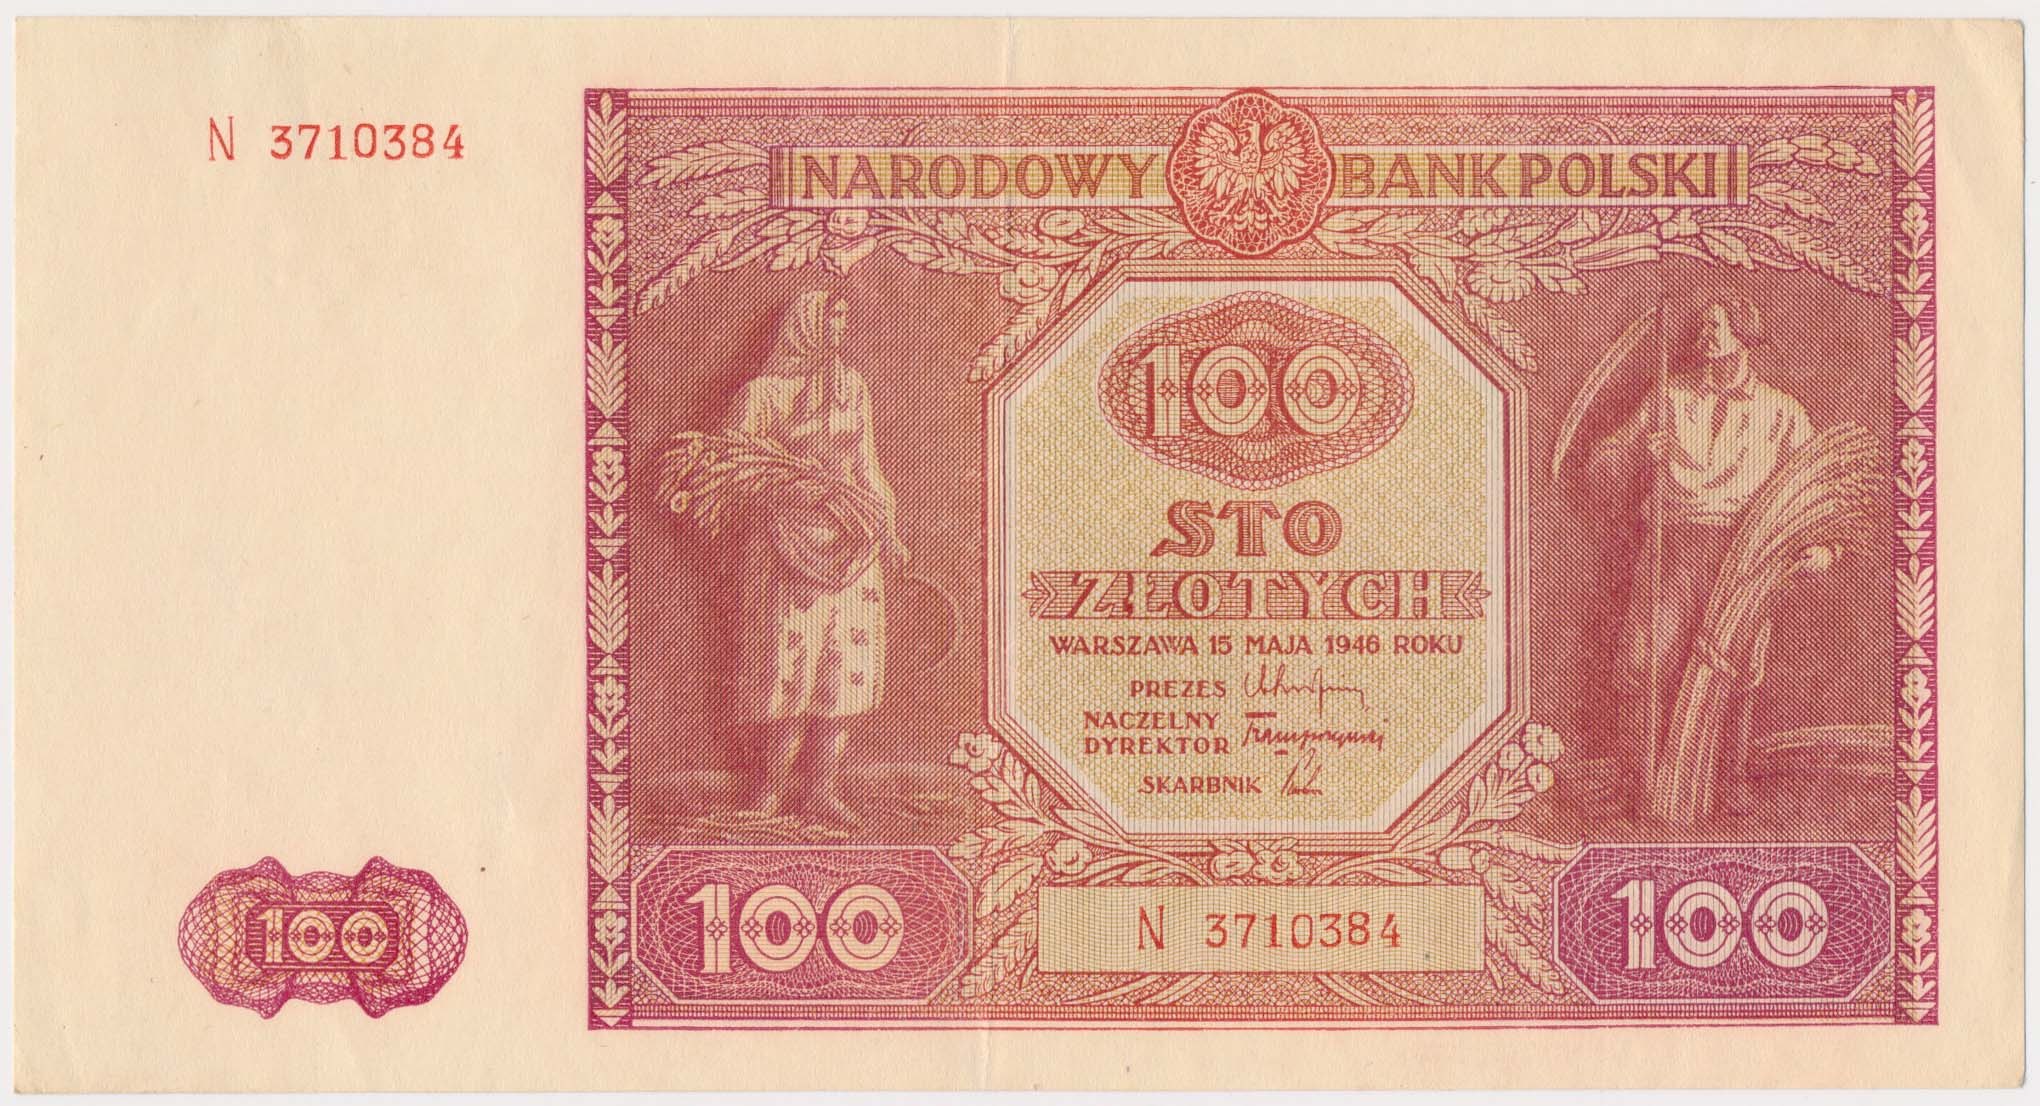 N 3710384
NARODOWY BANK POLSKI
100
STO
ZŁOTYCH
WARSZAWA 15 MAJA 1946 ROKU
PREZES
NACZELNY
DYREKTOR
SKARBNIK
100
100
N 3710384
100